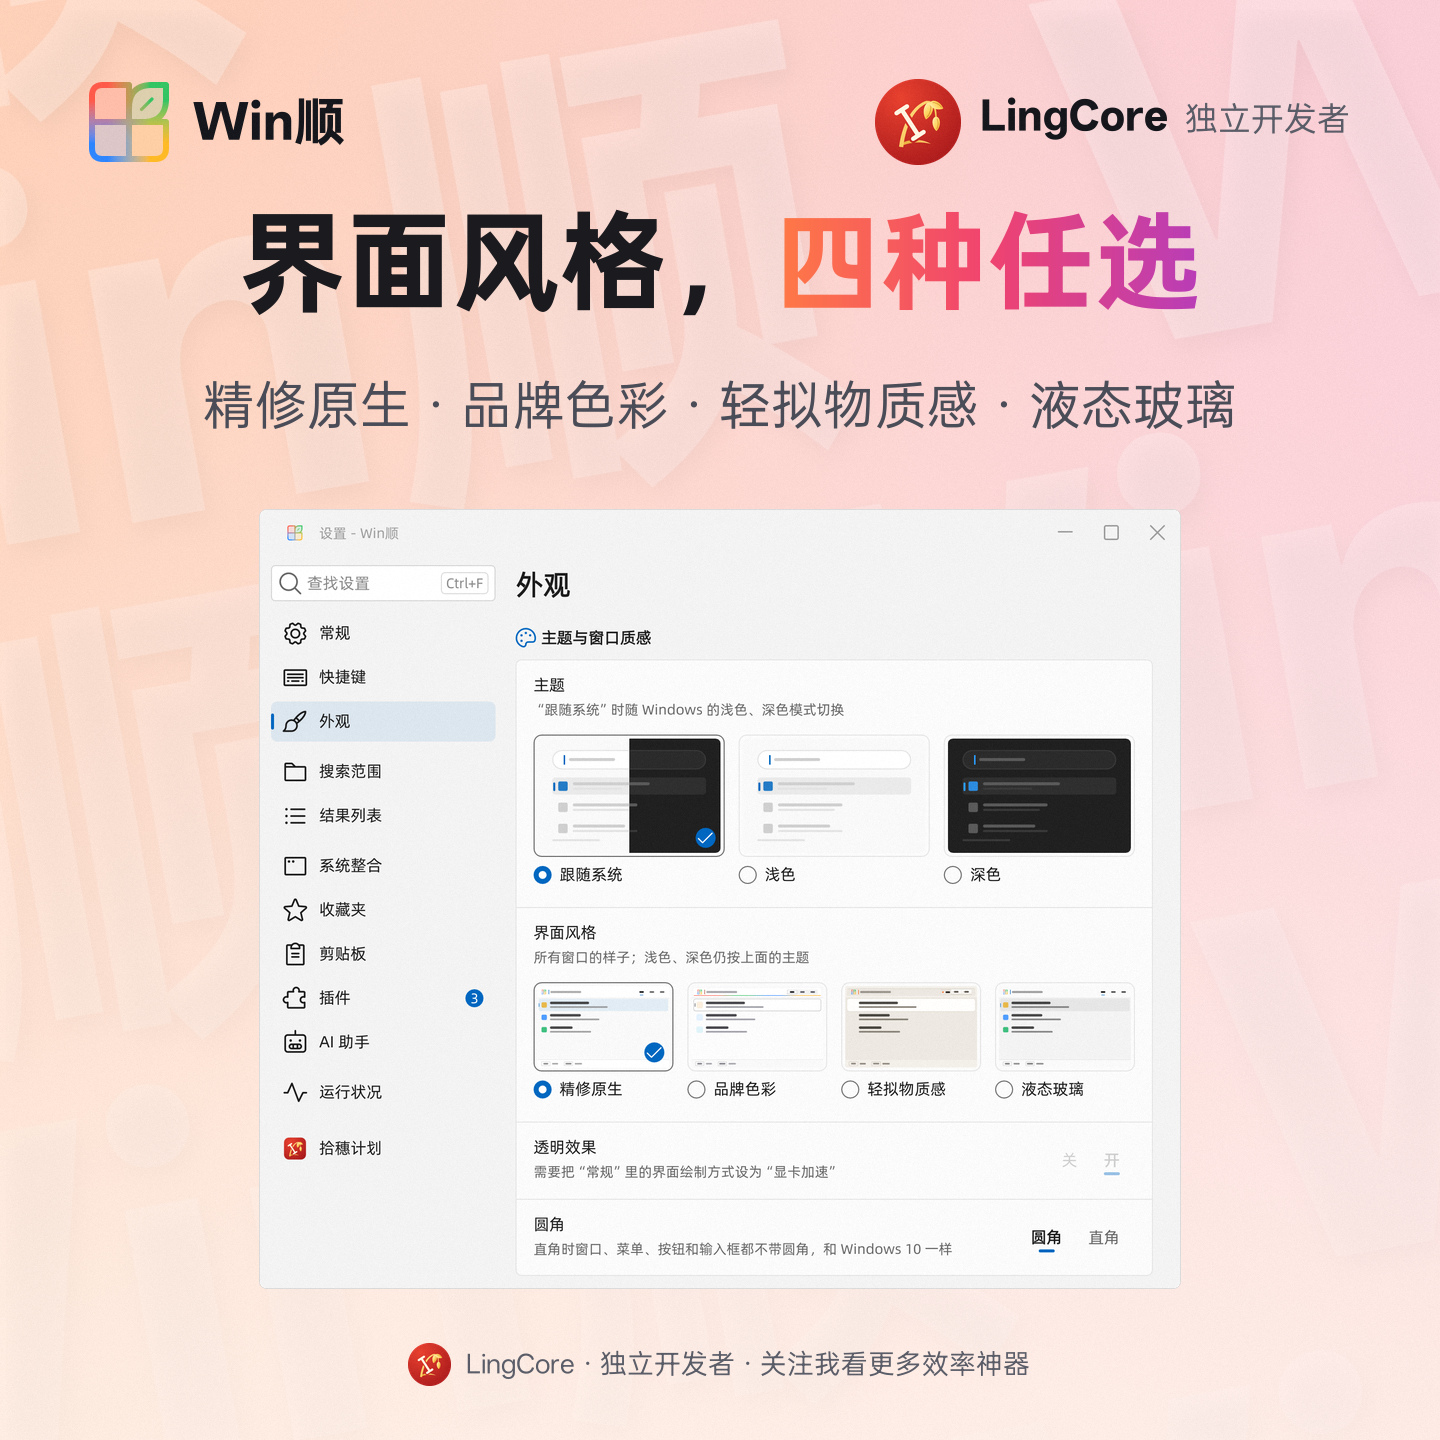 Win顺
LingCore 独立开发者
界面风格，四种任选
精修原生 · 品牌色彩 · 轻拟物质感 · 液态玻璃
设置 - Win顺
查找设置 Ctrl+F
常规
快捷键
外观
搜索范围
结果列表
系统整合
收藏夹
剪贴板
插件 3
AI 助手
运行状况
拾穗计划
外观
主题与窗口质感
主题
“跟随系统”时随 Windows 的浅色、深色模式切换
跟随系统 浅色 深色
界面风格
所有窗口的样子；浅色、深色仍按上面的主题
精修原生 品牌色彩 轻拟物质感 液态玻璃
透明效果
需要把“常规”里的界面绘制方式设为“显卡加速”
关 开
圆角
直角时窗口、菜单、按钮和输入框都不带圆角，和 Windows 10 一样
圆角 直角
LingCore · 独立开发者 · 关注我看更多效率神器